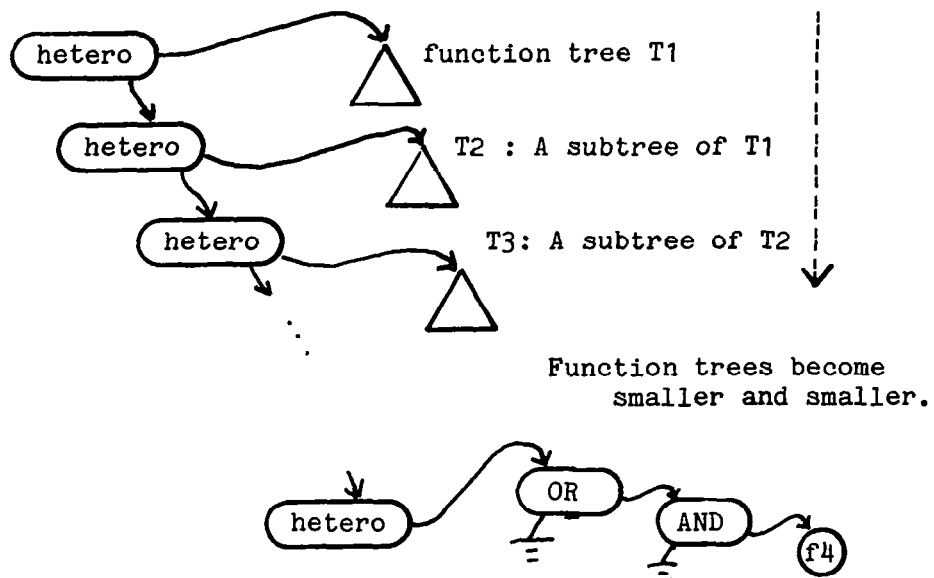 hetero
function tree T1
hetero
T2 : A subtree of T1
hetero
T3: A subtree of T2
Function trees become
smaller and smaller.
OR
hetero
AND
f4